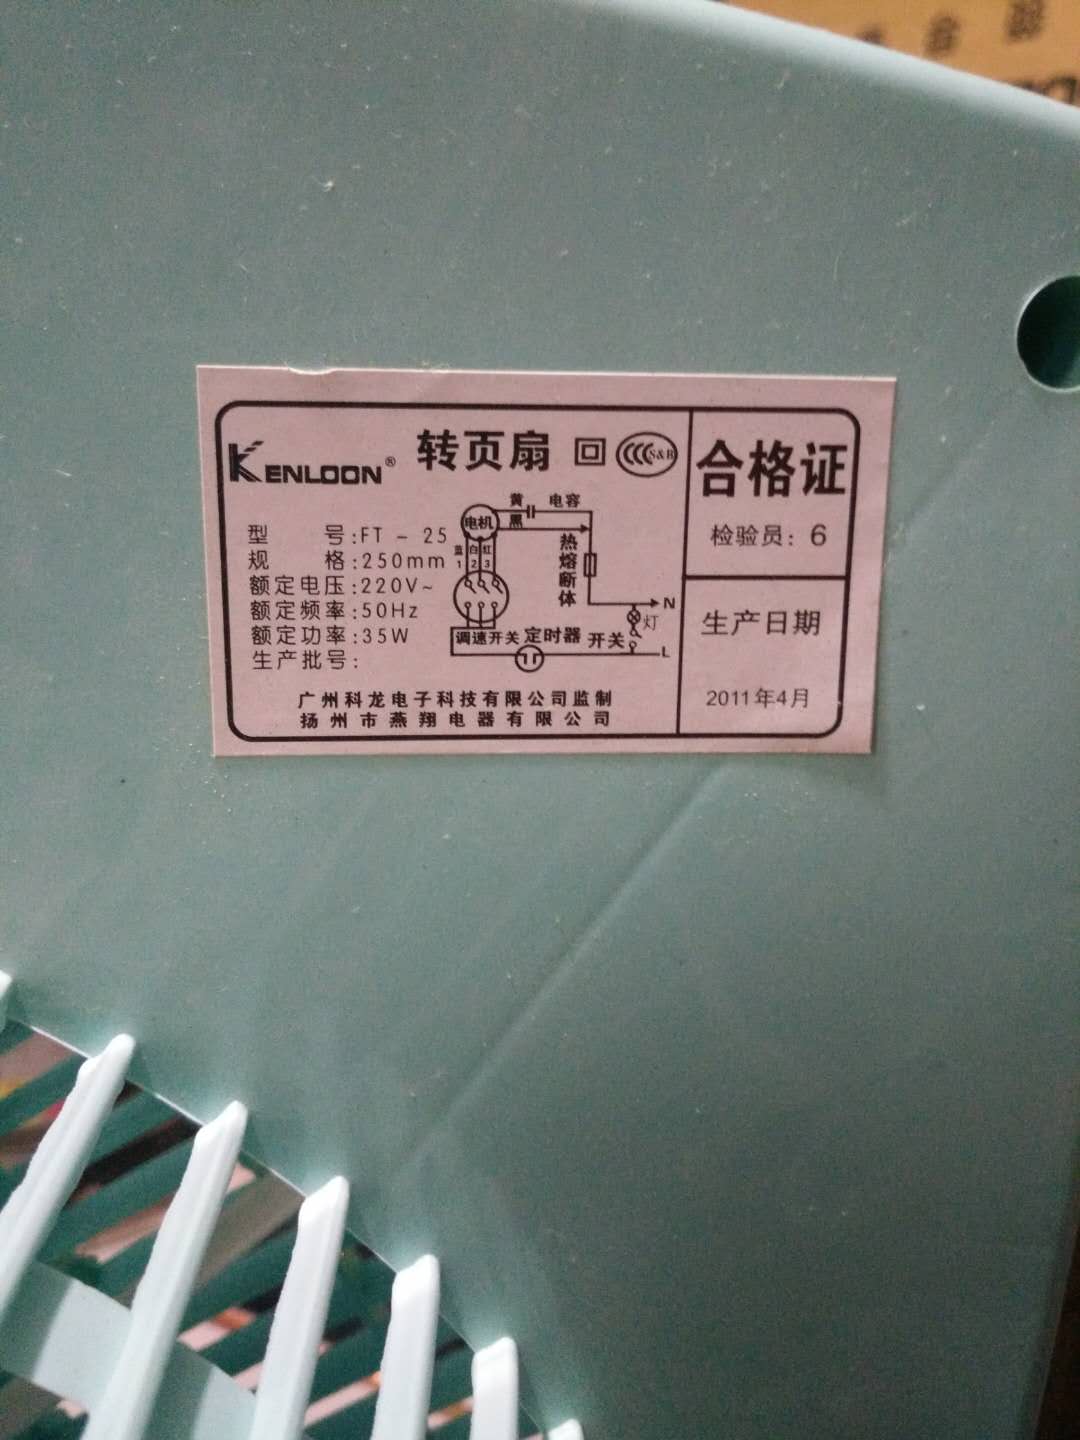 KENLOON® 转页扇 CCC S&E
型 号:FT - 25
规 格:250mm
额定电压:220V~
额定频率:50Hz
额定功率:35W
生产批号:
电机
黄
黑
电容
蓝 白 红
1 2 3
热熔断体
N
灯
调速开关 定时器 开关
L
广州科龙电子科技有限公司监制
扬州市燕翔电器有限公司
合格证
检验员: 6
生产日期
2011年4月